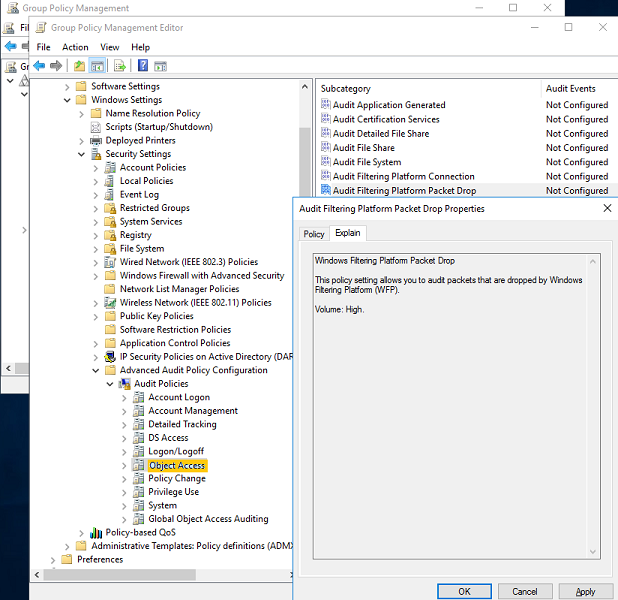 Group Policy Management
Fil
Group Policy Management Editor
File Action View Help
Gr
Software Settings
Windows Settings
Name Resolution Policy
Scripts (Startup/Shutdown)
Deployed Printers
Security Settings
Account Policies
Local Policies
Event Log
Restricted Groups
System Services
Registry
File System
Wired Network (IEEE 802.3) Policies
Windows Firewall with Advanced Security
Network List Manager Policies
Wireless Network (IEEE 802.11) Policies
Public Key Policies
Software Restriction Policies
Application Control Policies
IP Security Policies on Active Directory (DAR
Advanced Audit Policy Configuration
Audit Policies
Account Logon
Account Management
Detailed Tracking
DS Access
Logon/Logoff
Object Access
Policy Change
Privilege Use
System
Global Object Access Auditing
Policy-based QoS
Administrative Templates: Policy definitions (ADMX
Preferences
Subcategory Audit Events
Audit Application Generated Not Configured
Audit Certification Services Not Configured
Audit Detailed File Share Not Configured
Audit File Share Not Configured
Audit File System Not Configured
Audit Filtering Platform Connection Not Configured
Audit Filtering Platform Packet Drop Not Configured
Audit Filtering Platform Packet Drop Properties
Policy Explain
Windows Filtering Platform Packet Drop
This policy setting allows you to audit packets that are dropped by Windows
Filtering Platform (WFP).
Volume: High.
OK Cancel Apply